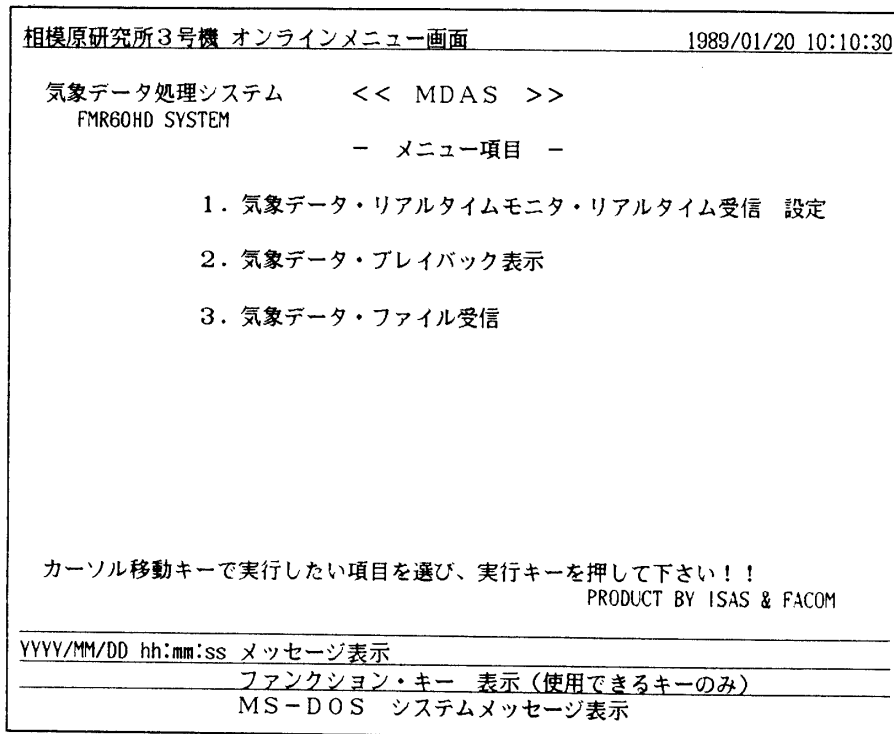 相模原研究所3号機 オンラインメニュー画面 1989/01/20 10:10:30
気象データ処理システム << MDAS >>
FMR60HD SYSTEM
－ メニュー項目 －
1．気象データ・リアルタイムモニタ・リアルタイム受信 設定
2．気象データ・プレイバック表示
3．気象データ・ファイル受信
カーソル移動キーで実行したい項目を選び、実行キーを押して下さい！！
PRODUCT BY ISAS & FACOM
YYYY/MM/DD hh:mm:ss メッセージ表示
ファンクション・キー 表示（使用できるキーのみ）
MS－DOS システムメッセージ表示